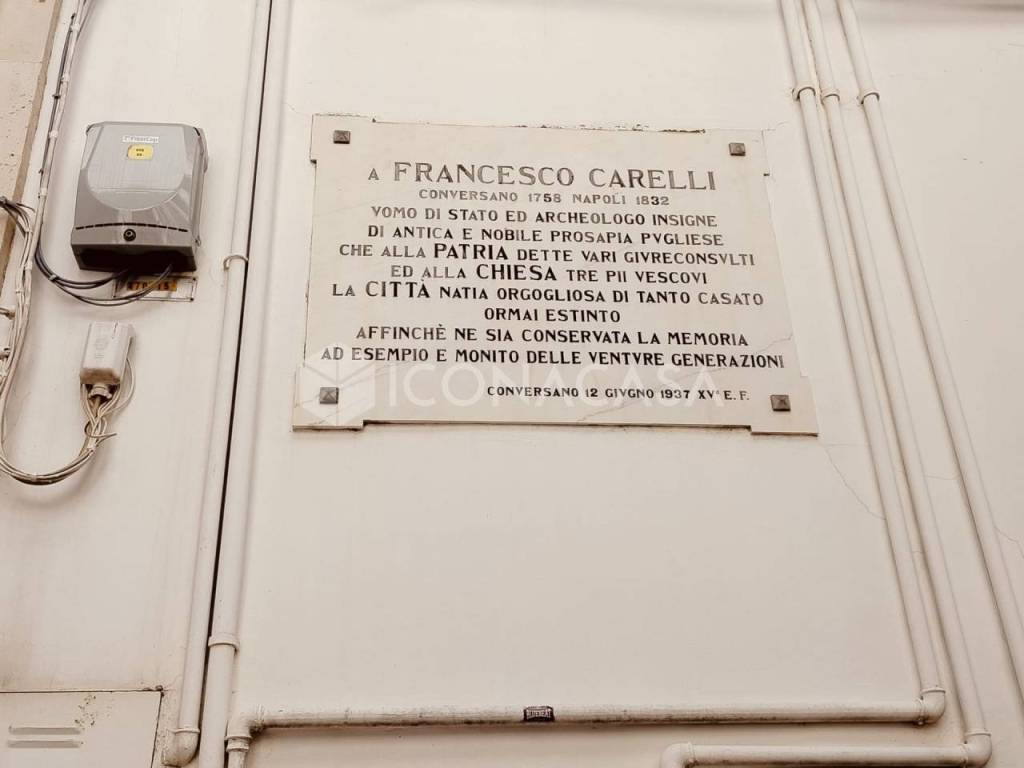 A FRANCESCO CARELLI
CONVERSANO 1758 NAPOLI 1832
VOMO DI STATO ED ARCHEOLOGO INSIGNE
DI ANTICA E NOBILE PROSAPIA PVGLIESE
CHE ALLA PATRIA DETTE VARI GIVRECONSVLTI
ED ALLA CHIESA TRE PII VESCOVI
LA CITTÀ NATIA ORGOGLIOSA DI TANTO CASATO
ORMAI ESTINTO
AFFINCHÈ NE SIA CONSERVATA LA MEMORIA
AD ESEMPIO E MONITO DELLE VENTVRE GENERAZIONI
CONVERSANO 12 GIVGNO 1937 XVª E. F.
ICONACASA